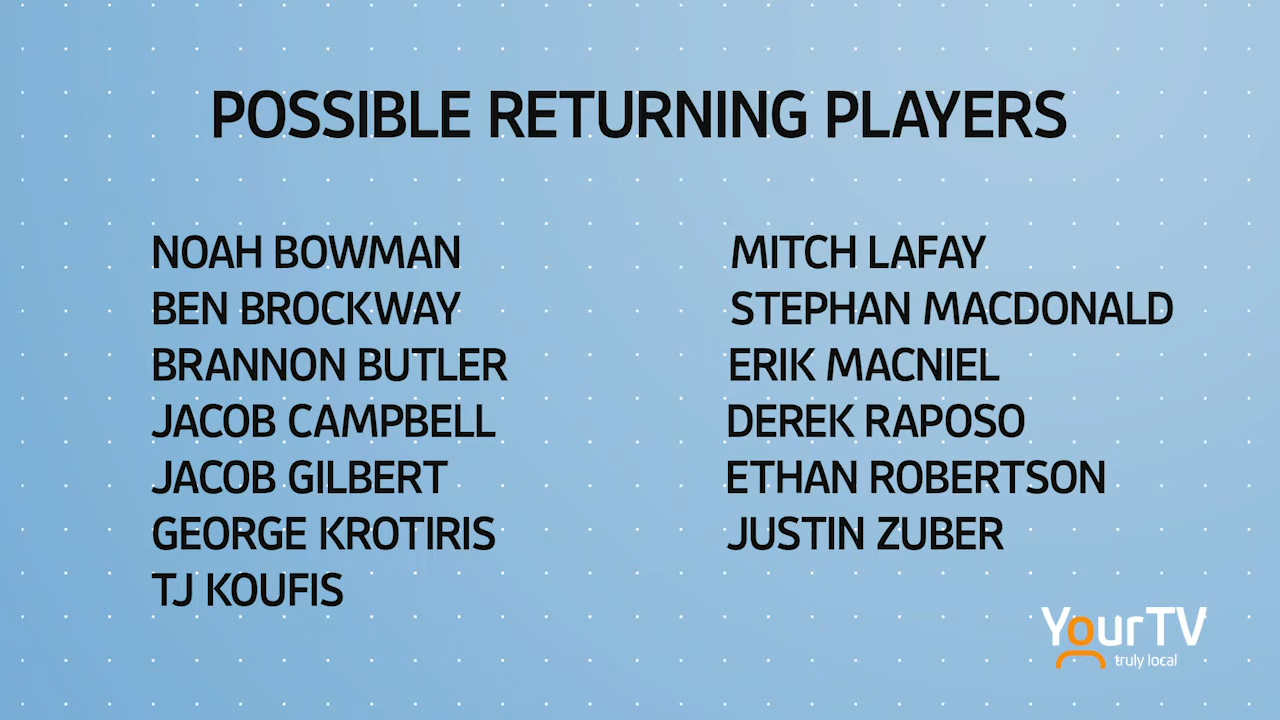 POSSIBLE RETURNING PLAYERS
NOAH BOWMAN
BEN BROCKWAY
BRANNON BUTLER
JACOB CAMPBELL
JACOB GILBERT
GEORGE KROTIRIS
TJ KOUFIS
MITCH LAFAY
STEPHAN MACDONALD
ERIK MACNIEL
DEREK RAPOSO
ETHAN ROBERTSON
JUSTIN ZUBER
YourTV
truly local